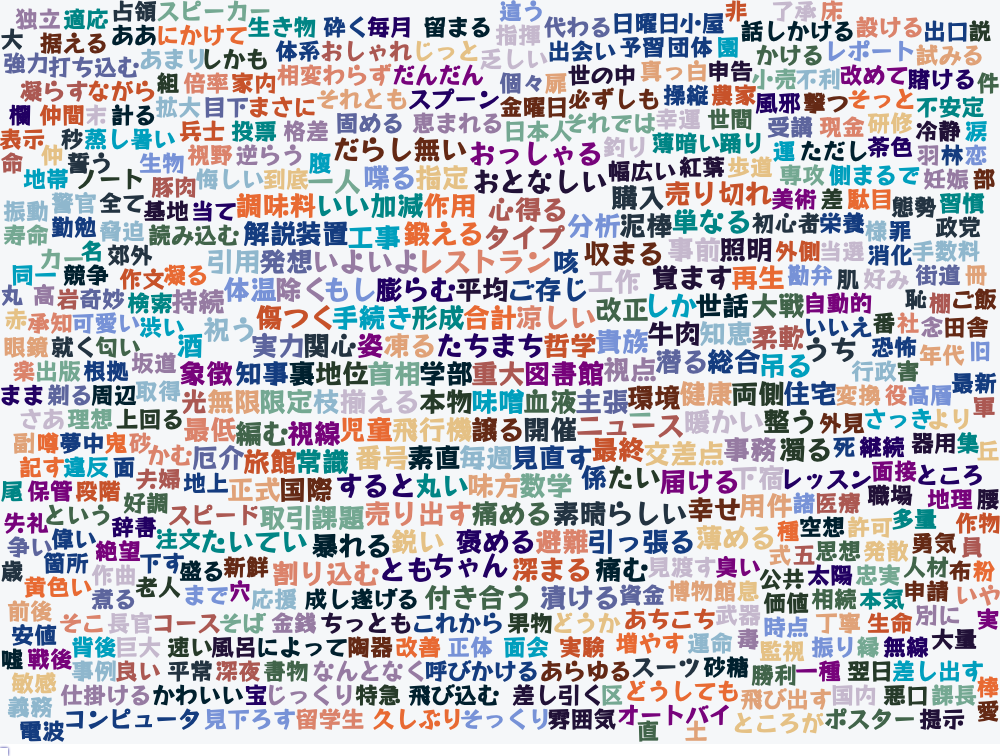 独立 適応 占領 スピーカー 生き物 砕く 毎月 留まる 違う 指揮 代わる 日曜日 小屋 非 了承 床
大 据える ああ にかけて 体系 おしゃれ じっと 乏しい 出会い 予習 団体 園 話しかける 設ける 出口 説
強力 打ち込む あまり しかも 相変わらず だんだん 個々 扉 世の中 真っ白 申告 かける レポート 試みる
凝らす ながら 組 倍率 家内 それとも スプーン 金曜日 必ずしも 操縦 農家 小売 不利 改めて 賭ける 件
欄 仲間 末 計る 拡大 目下 まさに 固める 恵まれる 日本人 それでは 幸運 世間 風邪 撃つ そっと 不安定
表示 秒 蒸し暑い 兵士 投票 格差 だらし無い おっしゃる 釣り 薄暗い 踊り 受講 現金 研修 冷静 涙
命 仲 誓う 生物 視野 逆らう 腹 運 ただし 茶色 羽 林 恋
地帯 ノート 豚肉 悔しい 到底 一人 喋る 指定 おとなしい 幅広い 紅葉 歩道 専攻 側 まるで 妊娠 部
振動 警官 全て 基地 当て 調味料 いい加減 作用 心得る 購入 売り切れ 美術 差 駄目 態勢 習慣
寿命 勤勉 脅迫 読み込む 解説 装置 工事 鍛える タイプ 分析 泥棒 単なる 初心者 栄養 様 罪 政党
カー 名 郊外 引用 発想 いよいよ レストラン 咳 収まる 事前 照明 外側 当選 消化 手数料
同一 競争 作文 凝る 体温 除く もし 膨らむ 平均 ご存じ 工作 覚ます 再生 勘弁 肌 好み 街道 冊
丸 高 岩 奇妙 検索 持続 傷つく 手続き 形成 合計 涼しい 改正 しか 世話 大戦 自動的 恥 棚 ご飯
赤 承知 可愛い 渋い 祝う 実力 関心 姿 凍る たちまち 哲学 貴族 牛肉 知恵 柔軟 いいえ 番 社 念 田舎
眼鏡 就く 匂い 酒 うち 恐怖 年代 旧
薬 出版 根拠 坂道 象徴 知事 裏 地位 首相 学部 重大 図書館 視点 潜る 総合 吊る 行政 害
まま 剃る 周辺 取得 光 無限 限定 枝 揃える 本物 味噌 血液 主張 環境 健康 両側 住宅 変換 役 高層 最新
さあ 理想 上回る 最低 編む 視線 児童 飛行機 譲る 開催 ニュース 暖かい 整う 外見 さっき より 軍
副 噂 夢中 鬼 砂 かむ 厄介 旅館 常識 番号 素直 毎週 見直す 最終 交差点 事務 濁る 死 継続 器用 集 丘
記す 違反 面 夫婦 地上 正式 国際 すると 丸い 味方 数学 係 たい 届ける 下宿 レッスン 面接 ところ
尾 保管 段階 好調 スピード 取引 課題 売り出す 痛める 素晴らしい 幸せ 用件 諸 医療 職場 地理 腰
失礼 という 辞書 注文 たいてい 暴れる 鋭い 褒める 避難 引っ張る 薄める 種 空想 許可 多量 作物
争い 偉い 絶望 下す 式 五 思想 発散 勇気 員
歳 箇所 作曲 盛る 新鮮 割り込む とも ちゃん 深まる 痛む 見渡す 臭い 公共 太陽 忠実 人材 布 粉
黄色い 煮る 老人 まで 穴 応援 成し遂げる 付き合う 漬ける 資金 博物館 息 価値 相続 本気 申請 いや
前後 そこ 長官 コース そば 金銭 ちっとも これから 果物 どうか あちこち 武器 時点 丁寧 生命 別に 実
安値 背後 巨大 速い 風呂 によって 陶器 改善 正体 面会 実験 増やす 運命 毒 監視 振り 縁 無線 大量
嘘 戦後 事例 良い 平常 深夜 書物 なんとなく 呼びかける あらゆる スーツ 砂糖 勝利 一種 翌日 差し出す
敏感 仕掛ける かわいい 宝 じっくり 特急 飛び込む 差し引く 区 どうしても 飛び出す 国内 悪口 課長 棒
義務 電波 コンピュータ 見下ろす 留学生 久しぶり そっくり 雰囲気 オートバイ ところが ポスター 提示 愛
直 土